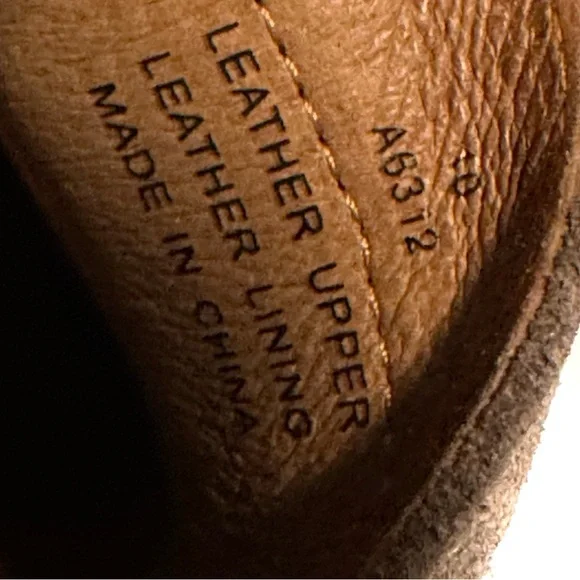 10
A6312
LEATHER UPPER
LEATHER LINING
MADE IN CHINA